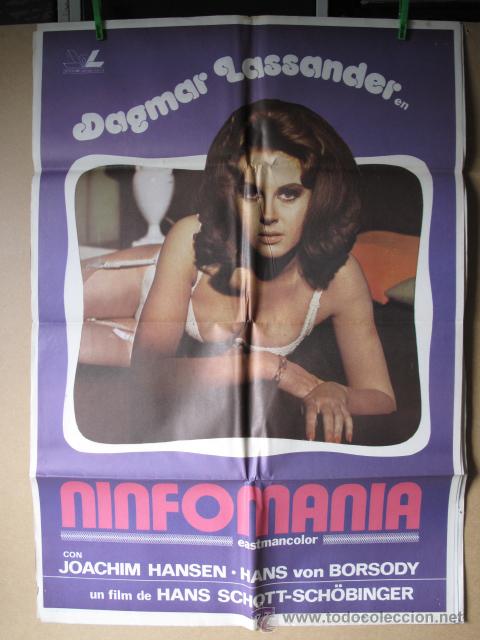 Dagmar Lassander
en
NINFOMANIA
eastmancolor
CON
JOACHIM HANSEN · HANS von BORSODY
un film de HANS SCHOTT-SCHÖBINGER
www.todocoleccion.net